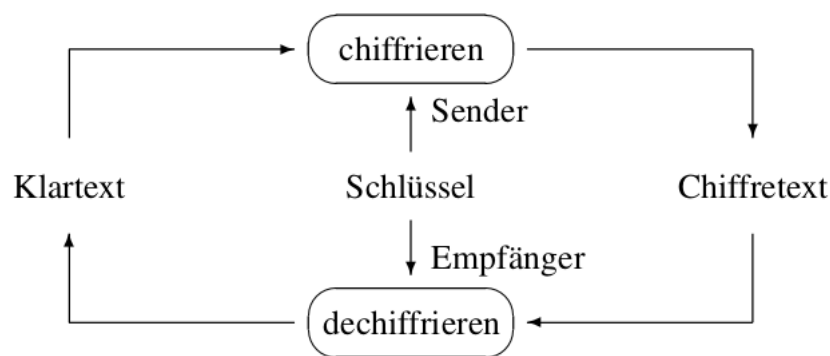 chiffrieren
Sender
Klartext
Schlüssel
Chiffretext
Empfänger
dechiffrieren